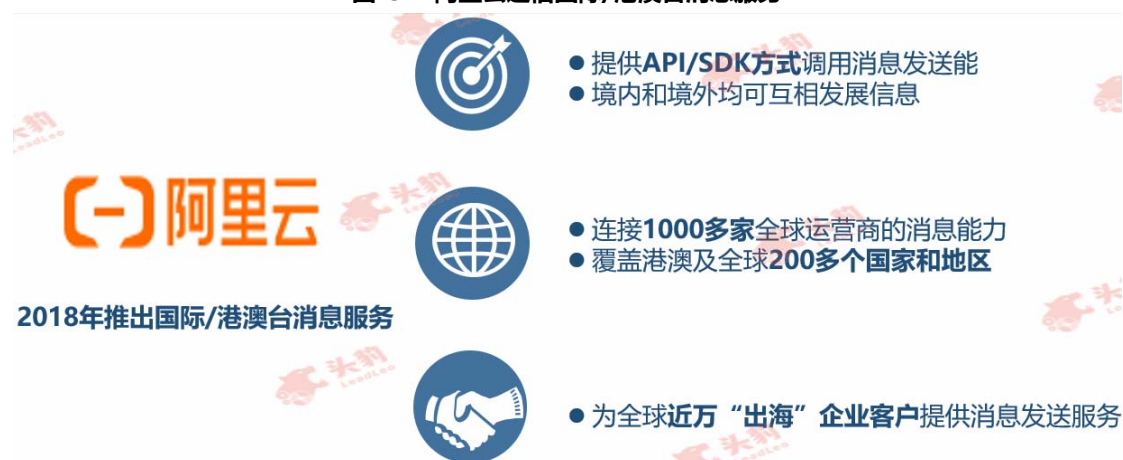 阿里云
2018年推出国际/港澳台消息服务
● 提供API/SDK方式调用消息发送能
● 境内和境外均可互相发展信息
● 连接1000多家全球运营商的消息能力
● 覆盖港澳及全球200多个国家和地区
● 为全球近万“出海”企业客户提供消息发送服务
头豹
LeadLeo